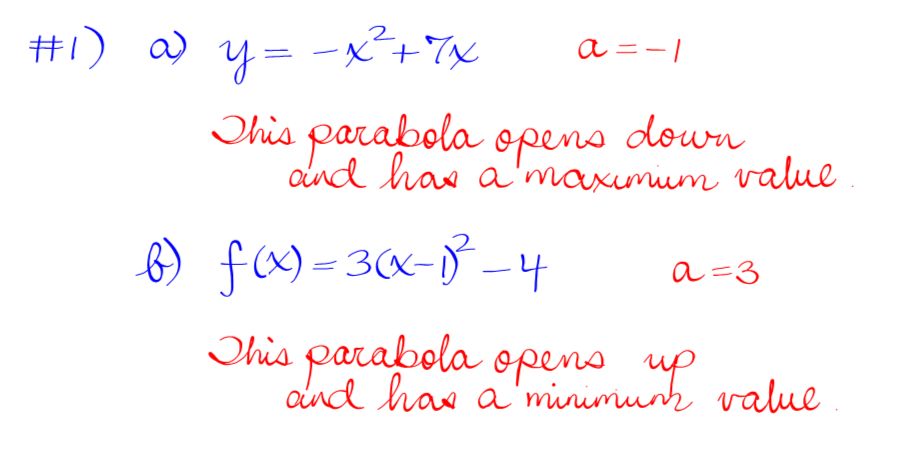 #1) a) y = -x² + 7x a = -1
This parabola opens down
and has a maximum value.
b) f(x) = 3(x-1)² - 4 a = 3
This parabola opens up
and has a minimum value.